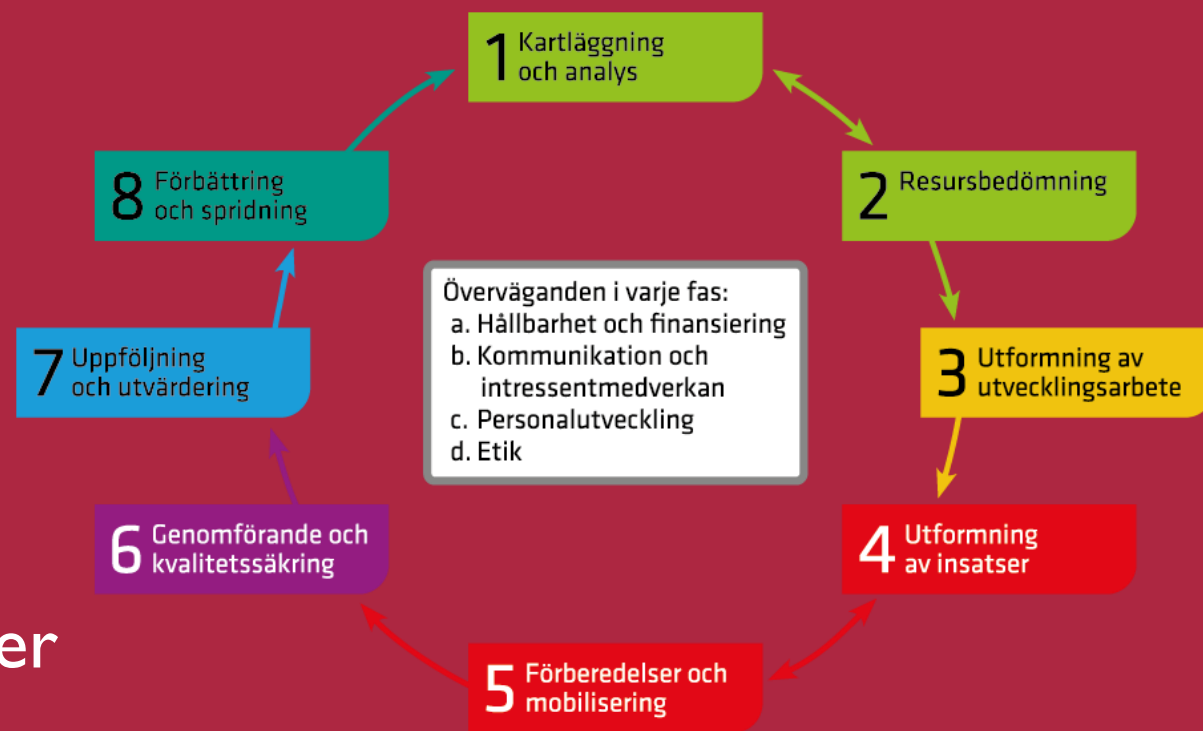 1 Kartläggning
och analys
2 Resursbedömning
3 Utformning av
utvecklingsarbete
4 Utformning
av insatser
5 Förberedelser och
mobilisering
6 Genomförande och
kvalitetssäkring
7 Uppföljning
och utvärdering
8 Förbättring
och spridning
Överväganden i varje fas:
a. Hållbarhet och finansiering
b. Kommunikation och
intressentmedverkan
c. Personalutveckling
d. Etik
er